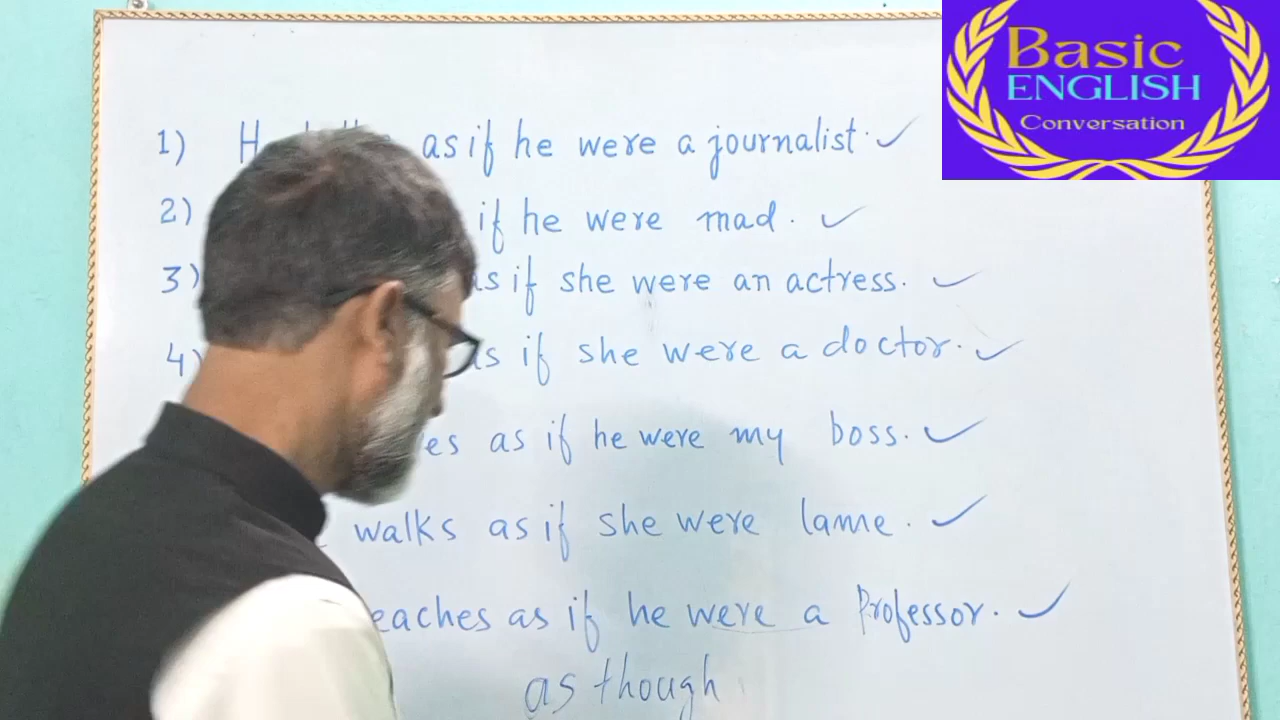 1) as if he were a journalist.
2) if he were mad.
3) as if she were an actress.
4) as if she were a doctor.
as if he were my boss.
walks as if she were lame.
teaches as if he were a Professor.
as though
Basic
ENGLISH
Conversation